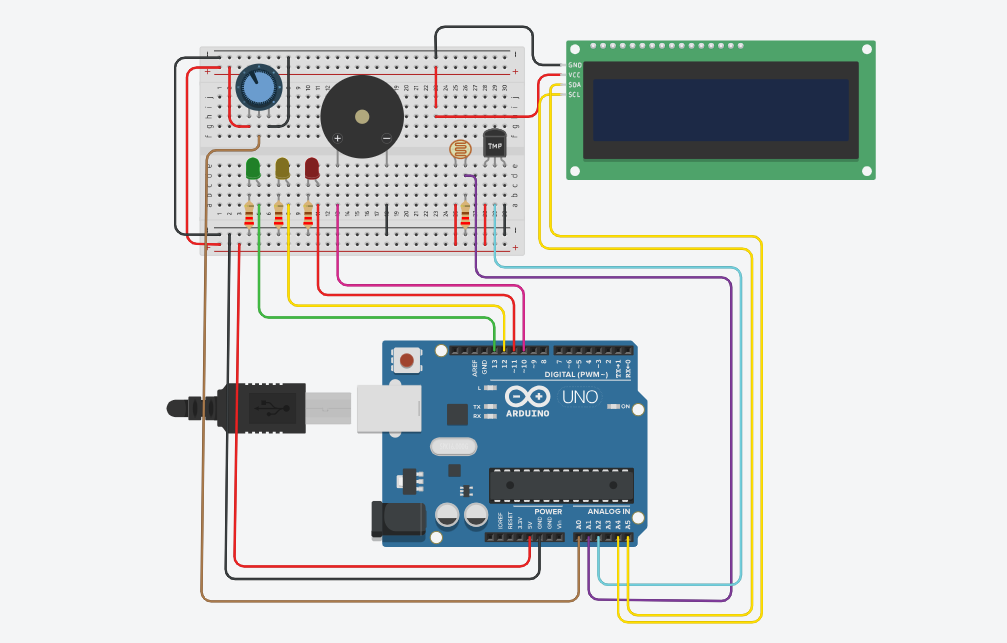 GND
VCC
SDA
SCL
TMP
+ −
AREF
GND
13
12
~11
~10
~9
8
7
~6
~5
4
~3
2
TX→1
RX←0
DIGITAL (PWM~)
L
TX
RX
ARDUINO
UNO
ON
POWER
ANALOG IN
IOREF
RESET
3.3V
5V
GND
GND
Vin
A0
A1
A2
A3
A4
A5